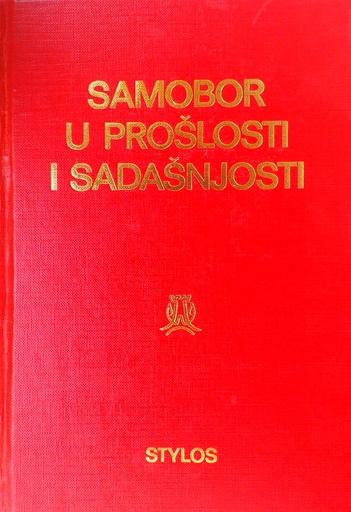 SAMOBOR
U PROŠLOSTI
I SADAŠNJOSTI
STYLOS